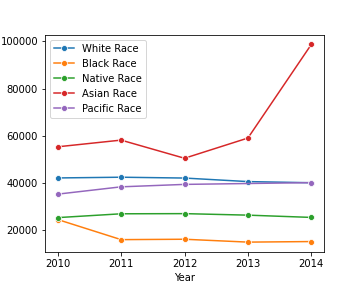 100000
80000
60000
40000
20000
White Race
Black Race
Native Race
Asian Race
Pacific Race
2010 2011 2012 2013 2014
Year